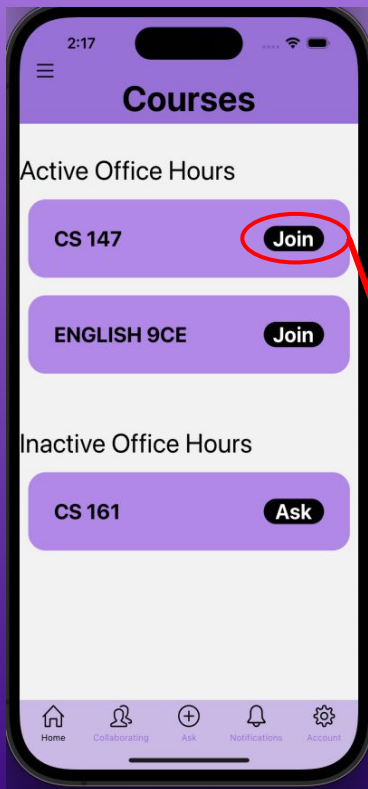 2:17
Courses
Active Office Hours
CS 147 Join
ENGLISH 9CE Join
Inactive Office Hours
CS 161 Ask
Home Collaborating Ask Notifications Account